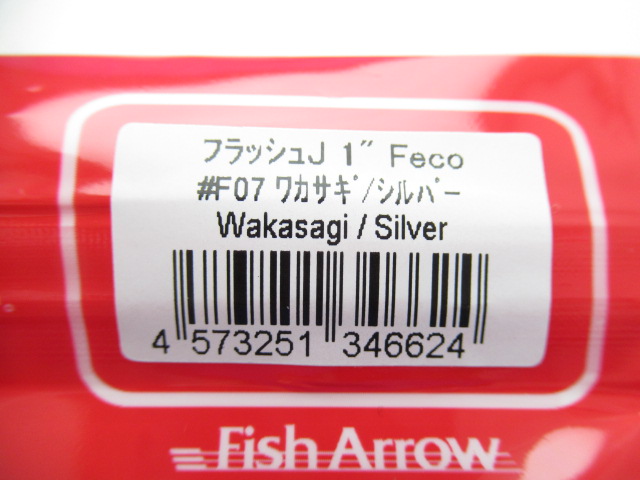 フラッシュJ 1″ Feco
#F07 ﾜｶｻｷﾞ/ｼﾙﾊﾞｰ
Wakasagi / Silver
4 573251 346624
Fish Arrow